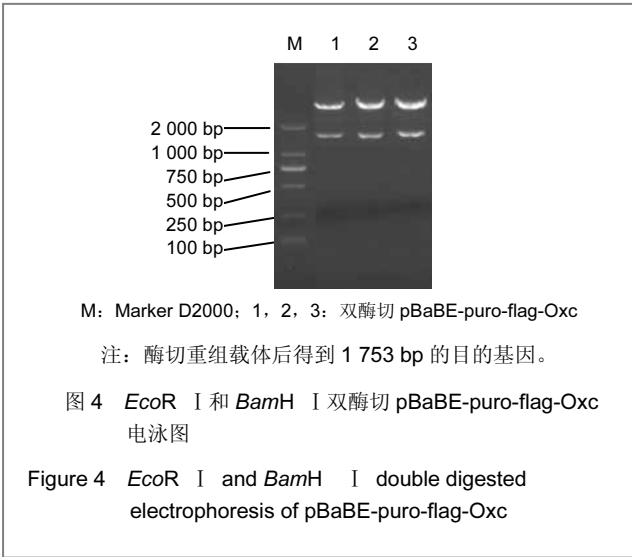 M 1 2 3
2 000 bp
1 000 bp
750 bp
500 bp
250 bp
100 bp
M：Marker D2000；1，2，3：双酶切 pBaBE-puro-flag-Oxc
注：酶切重组载体后得到 1 753 bp 的目的基因。
图 4 EcoR Ⅰ和 BamH Ⅰ双酶切 pBaBE-puro-flag-Oxc
电泳图
Figure 4 EcoR Ⅰ and BamH Ⅰ double digested
electrophoresis of pBaBE-puro-flag-Oxc